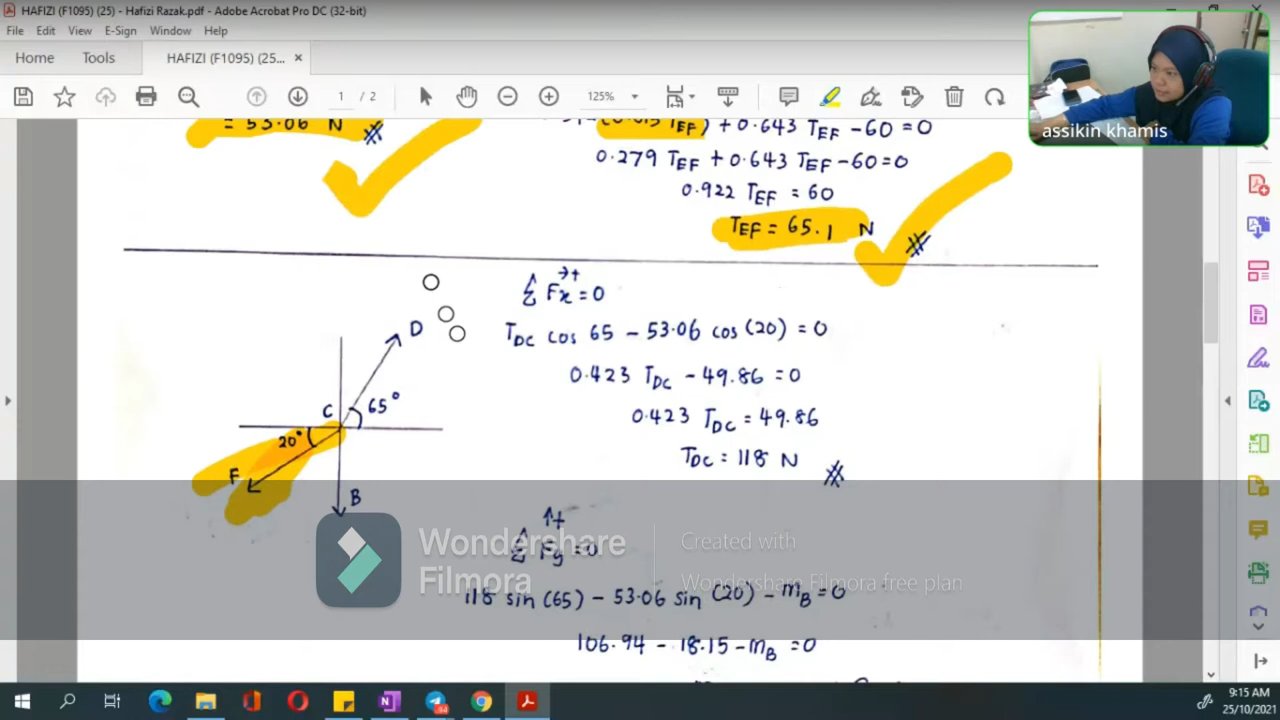 HAFIZI (F1095) (25) - Hafizi Razak.pdf - Adobe Acrobat Pro DC (32-bit)
File Edit View E-Sign Window Help
Home Tools HAFIZI (F1095) (25... ×
1 / 2 125%
assikin khamis
= 53.06 N
TEF) + 0.643 TEF - 60 = 0
0.279 TEF + 0.643 TEF - 60 = 0
0.922 TEF = 60
TEF = 65.1 N
Σ Fx = 0
TDC cos 65 - 53.06 cos (20) = 0
0.423 TDC - 49.86 = 0
0.423 TDC = 49.86
TDC = 118 N
D
C 65°
20°
F
B
Σ Fy = 0
118 sin (65) - 53.06 sin (20) - mB = 0
106.94 - 18.15 - mB = 0
Wondershare
Filmora
Created with
Wondershare Filmora free plan
9:15 AM
25/10/2021